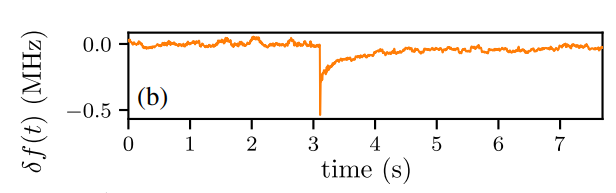 δf(t) (MHz)
0.0
−0.5
(b)
0 1 2 3 4 5 6 7
time (s)